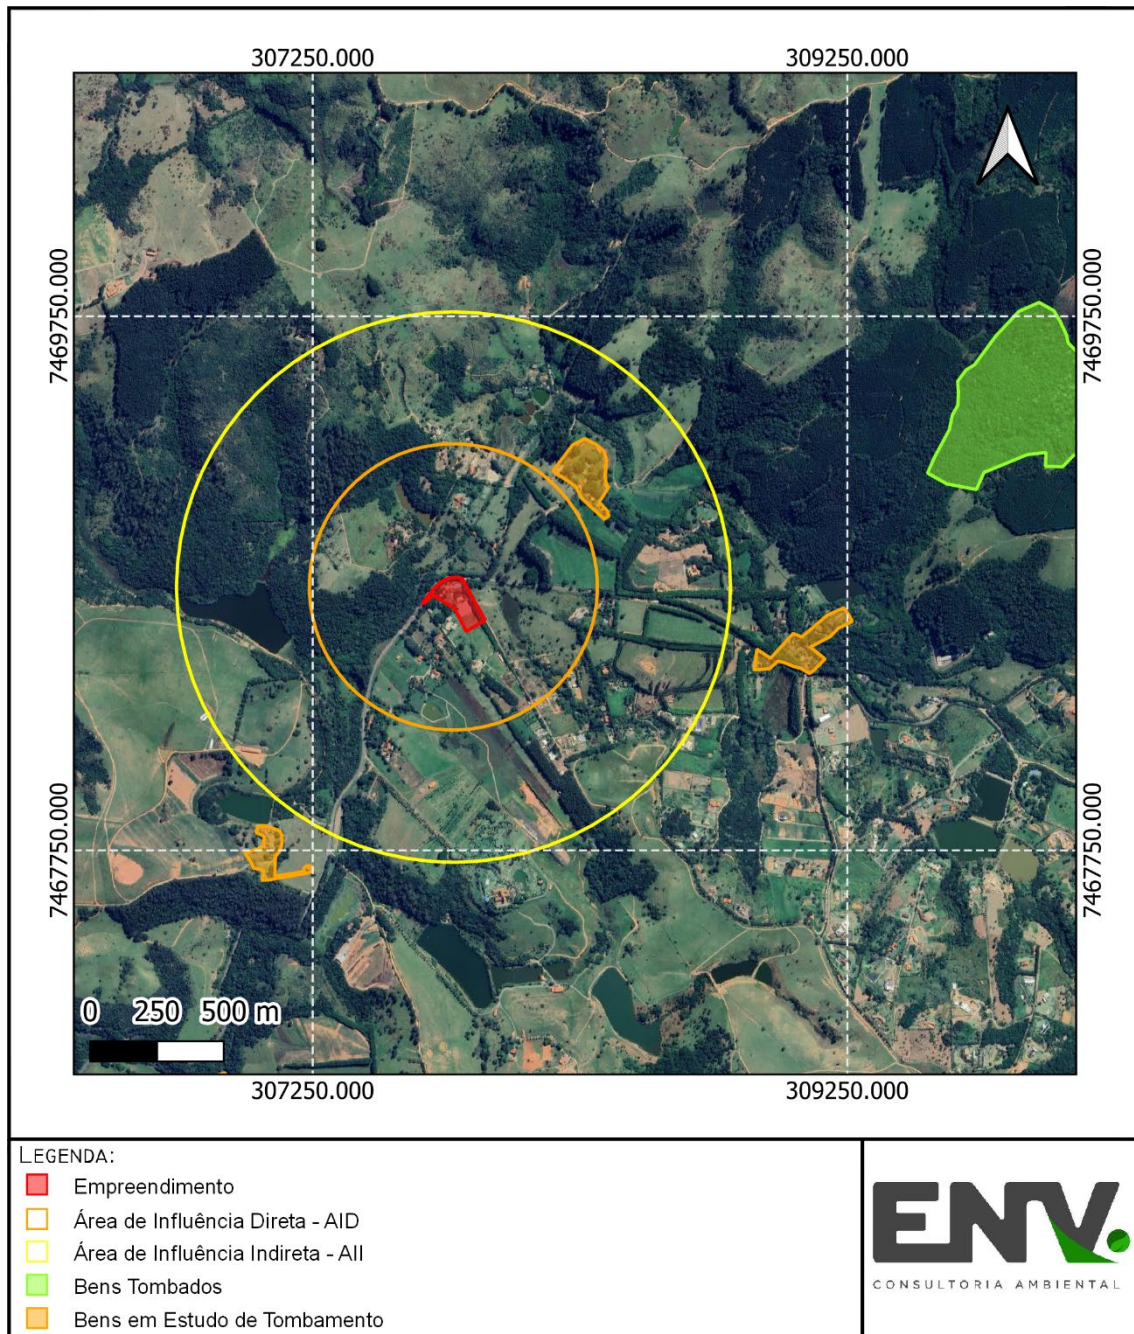 307250.000 309250.000
7469750.000 7469750.000
7467750.000 7467750.000
0 250 500 m
307250.000 309250.000
LEGENDA:
Empreendimento
Área de Influência Direta - AID
Área de Influência Indireta - AII
Bens Tombados
Bens em Estudo de Tombamento
ENV.
CONSULTORIA AMBIENTAL